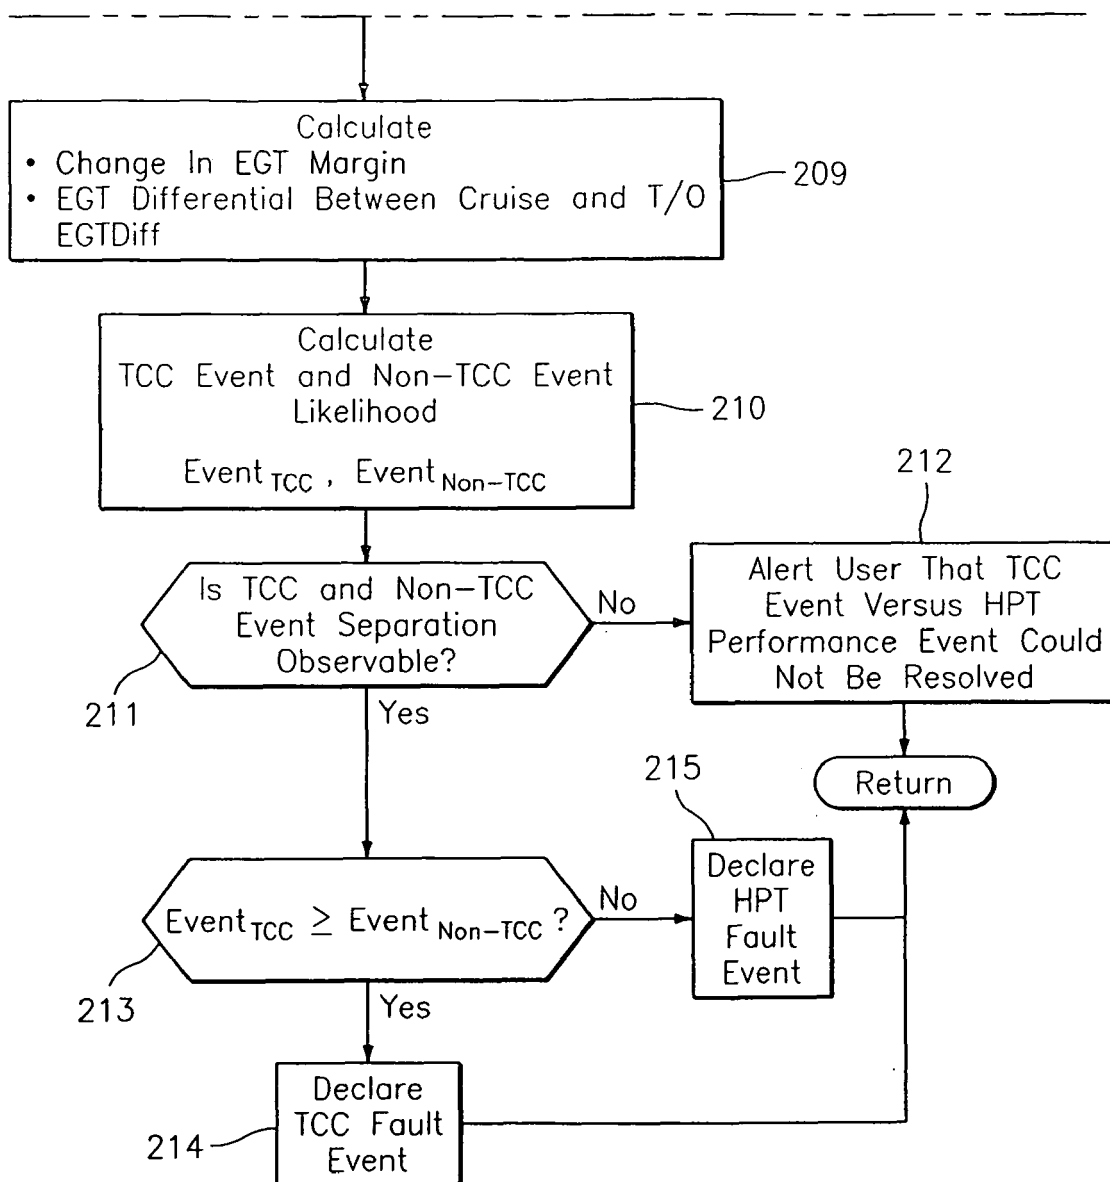 Calculate
• Change In EGT Margin
• EGT Differential Between Cruise and T/O
EGTDiff
209
Calculate
TCC Event and Non-TCC Event
Likelihood
Event TCC , Event Non-TCC
210
212
Is TCC and Non-TCC
Event Separation
Observable?
211
No
Yes
Alert User That TCC
Event Versus HPT
Performance Event Could
Not Be Resolved
Return
215
Event TCC ≥ Event Non-TCC ?
213
No
Yes
Declare
HPT
Fault
Event
Declare
TCC Fault
Event
214